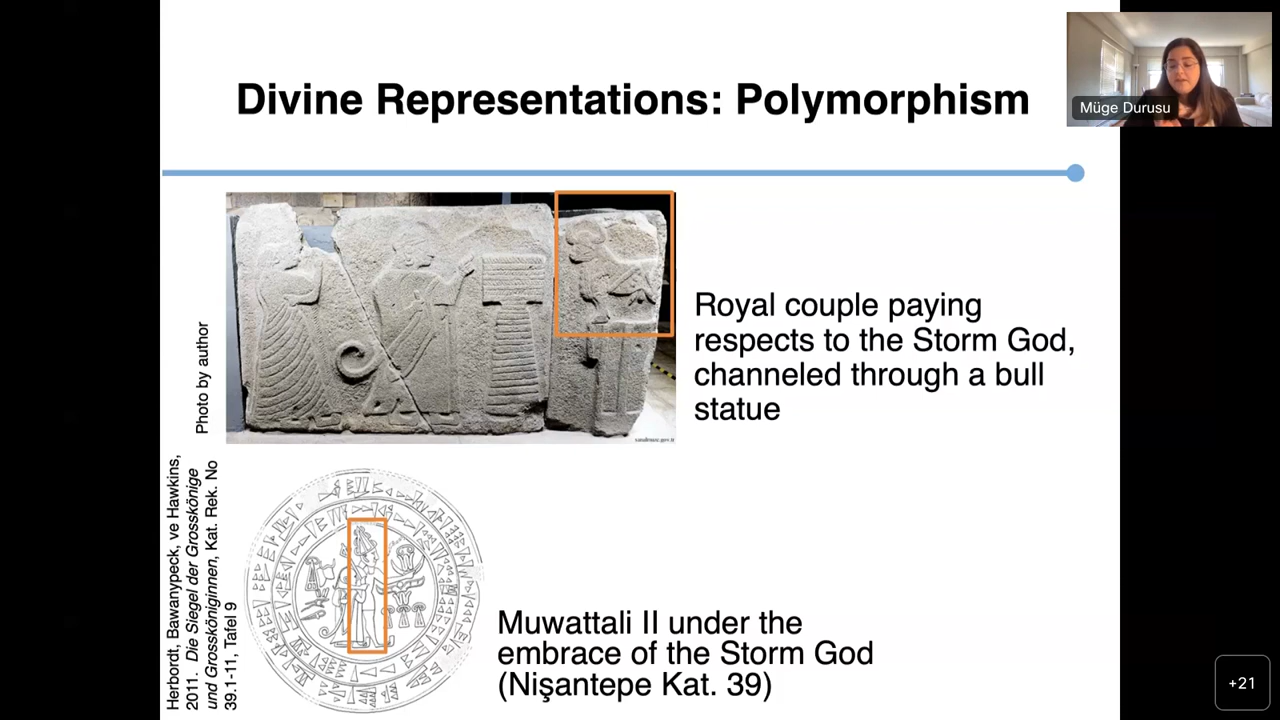 Divine Representations: Polymorphism
Müge Durusu
Photo by author
Royal couple paying
respects to the Storm God,
channeled through a bull
statue
Herbordt, Bawanypeck, ve Hawkins,
2011. Die Siegel der Grosskönige
und Grossköniginnen, Kat. Rek. No
39.1-11, Tafel 9
Muwattali II under the
embrace of the Storm God
(Nişantepe Kat. 39)
+21